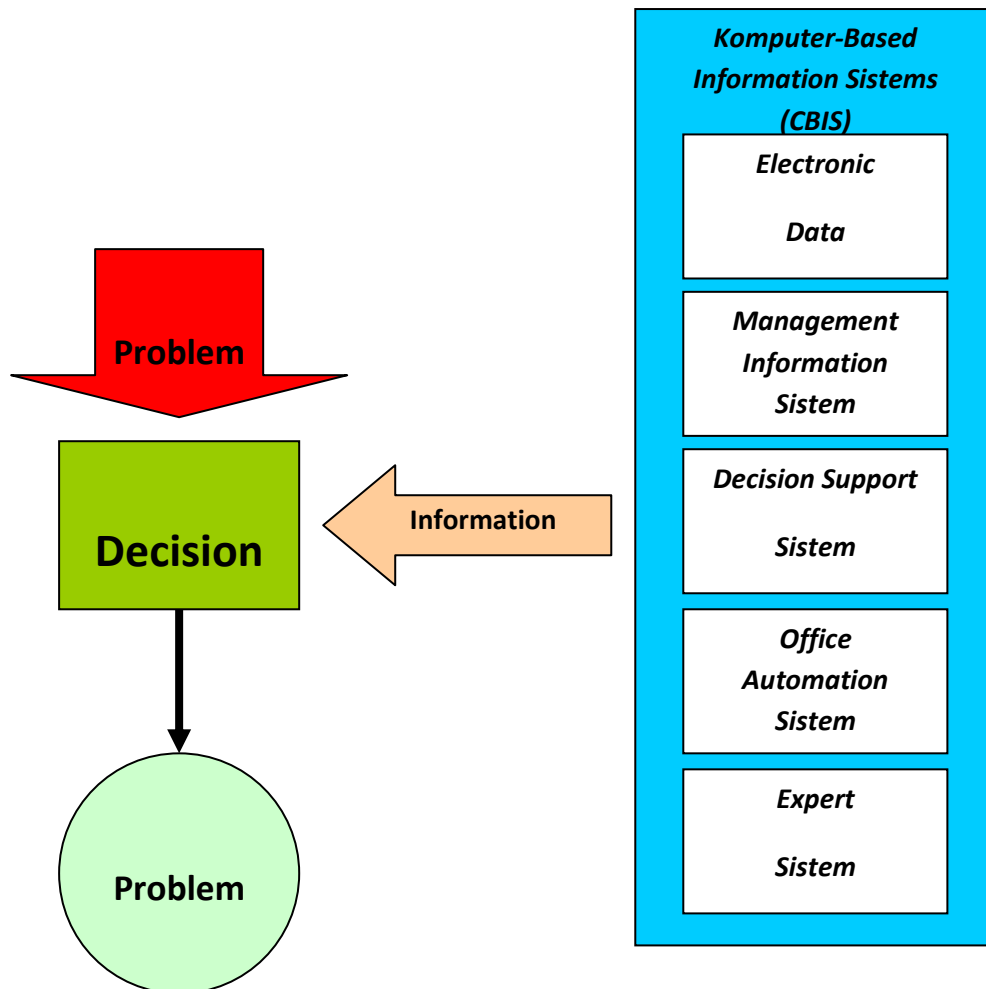 Komputer-Based
Information Sistems
(CBIS)
Electronic
Data
Management
Information
Sistem
Decision Support
Sistem
Office
Automation
Sistem
Expert
Sistem
Problem
Decision
Information
Problem